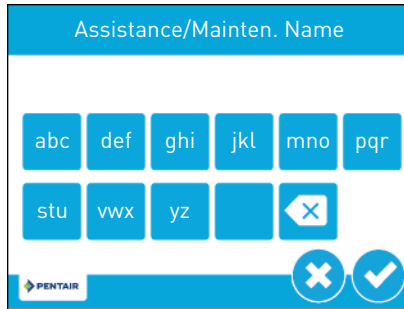 Assistance/Mainten. Name
abc def ghi jkl mno pqr
stu vwx yz
PENTAIR